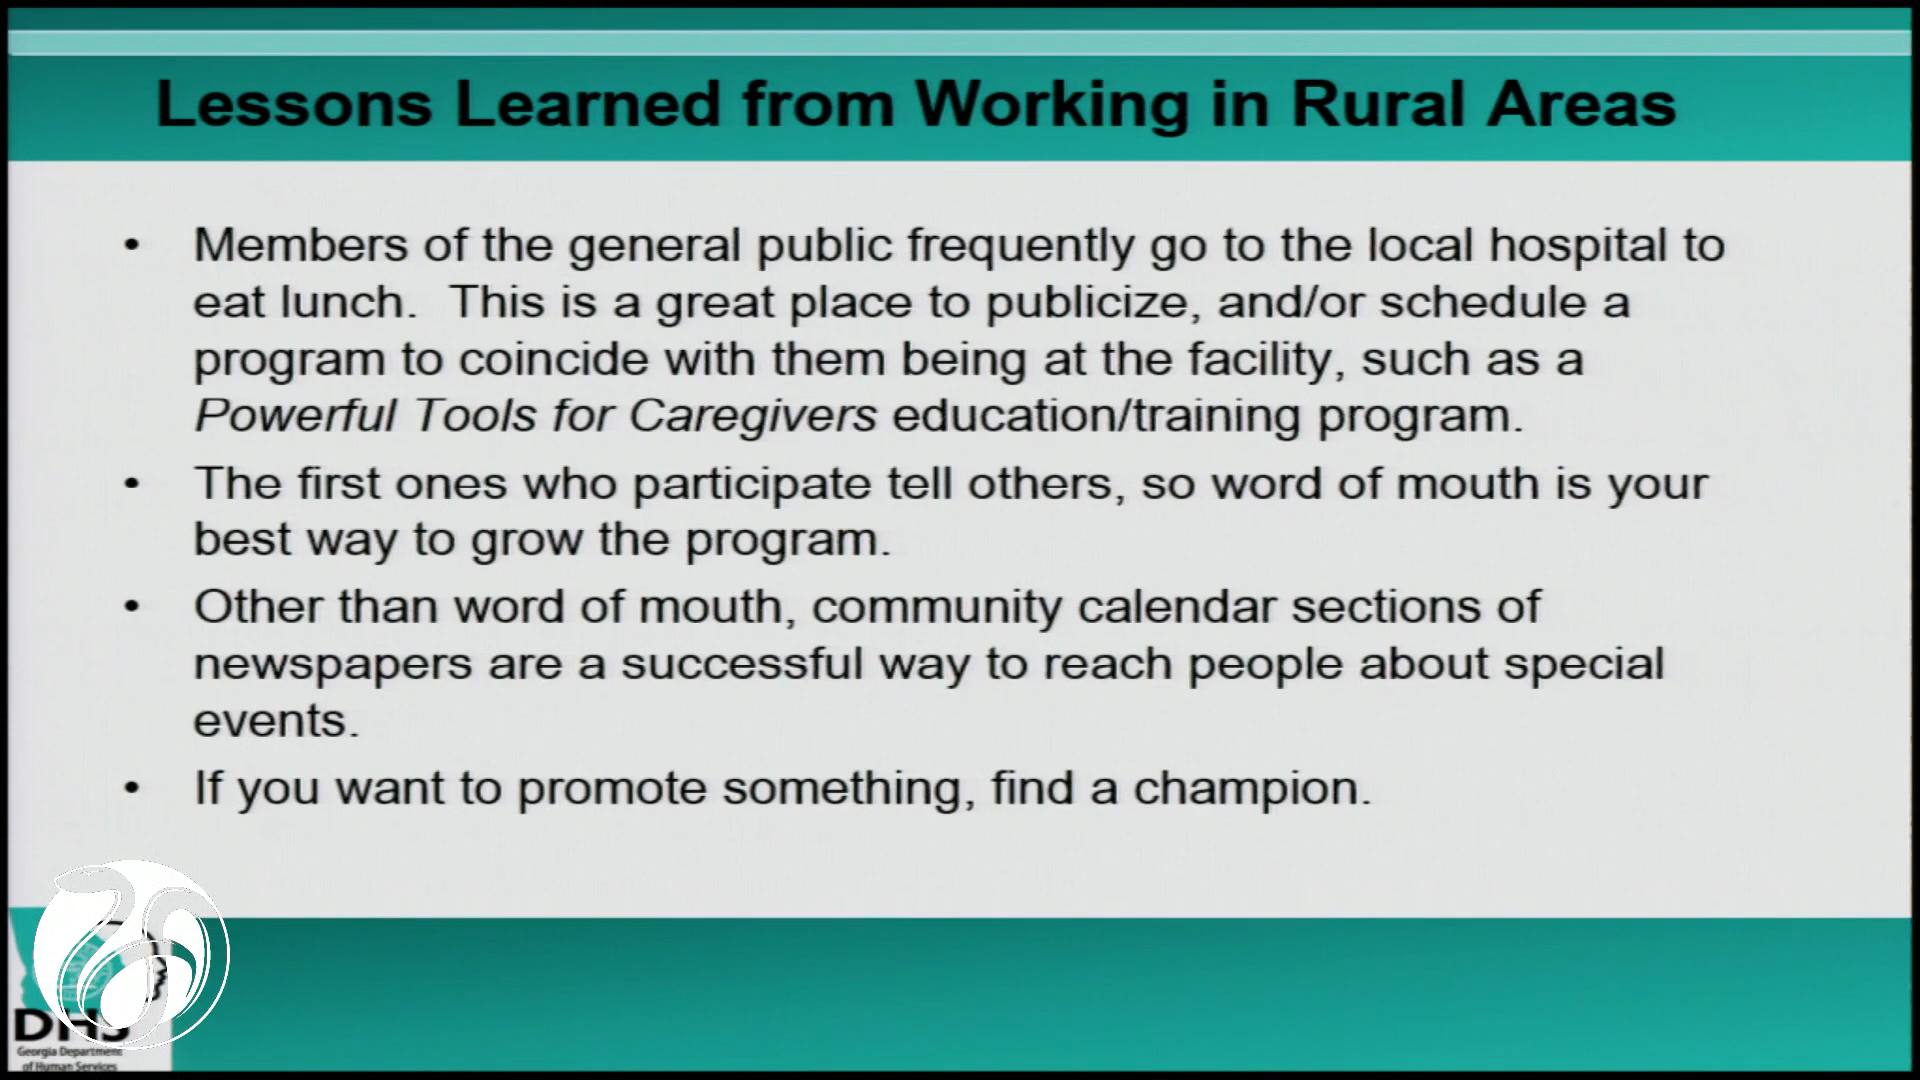 Lessons Learned from Working in Rural Areas
• Members of the general public frequently go to the local hospital to
eat lunch. This is a great place to publicize, and/or schedule a
program to coincide with them being at the facility, such as a
Powerful Tools for Caregivers education/training program.
• The first ones who participate tell others, so word of mouth is your
best way to grow the program.
• Other than word of mouth, community calendar sections of
newspapers are a successful way to reach people about special
events.
• If you want to promote something, find a champion.
DHS
Georgia Department
of Human Services